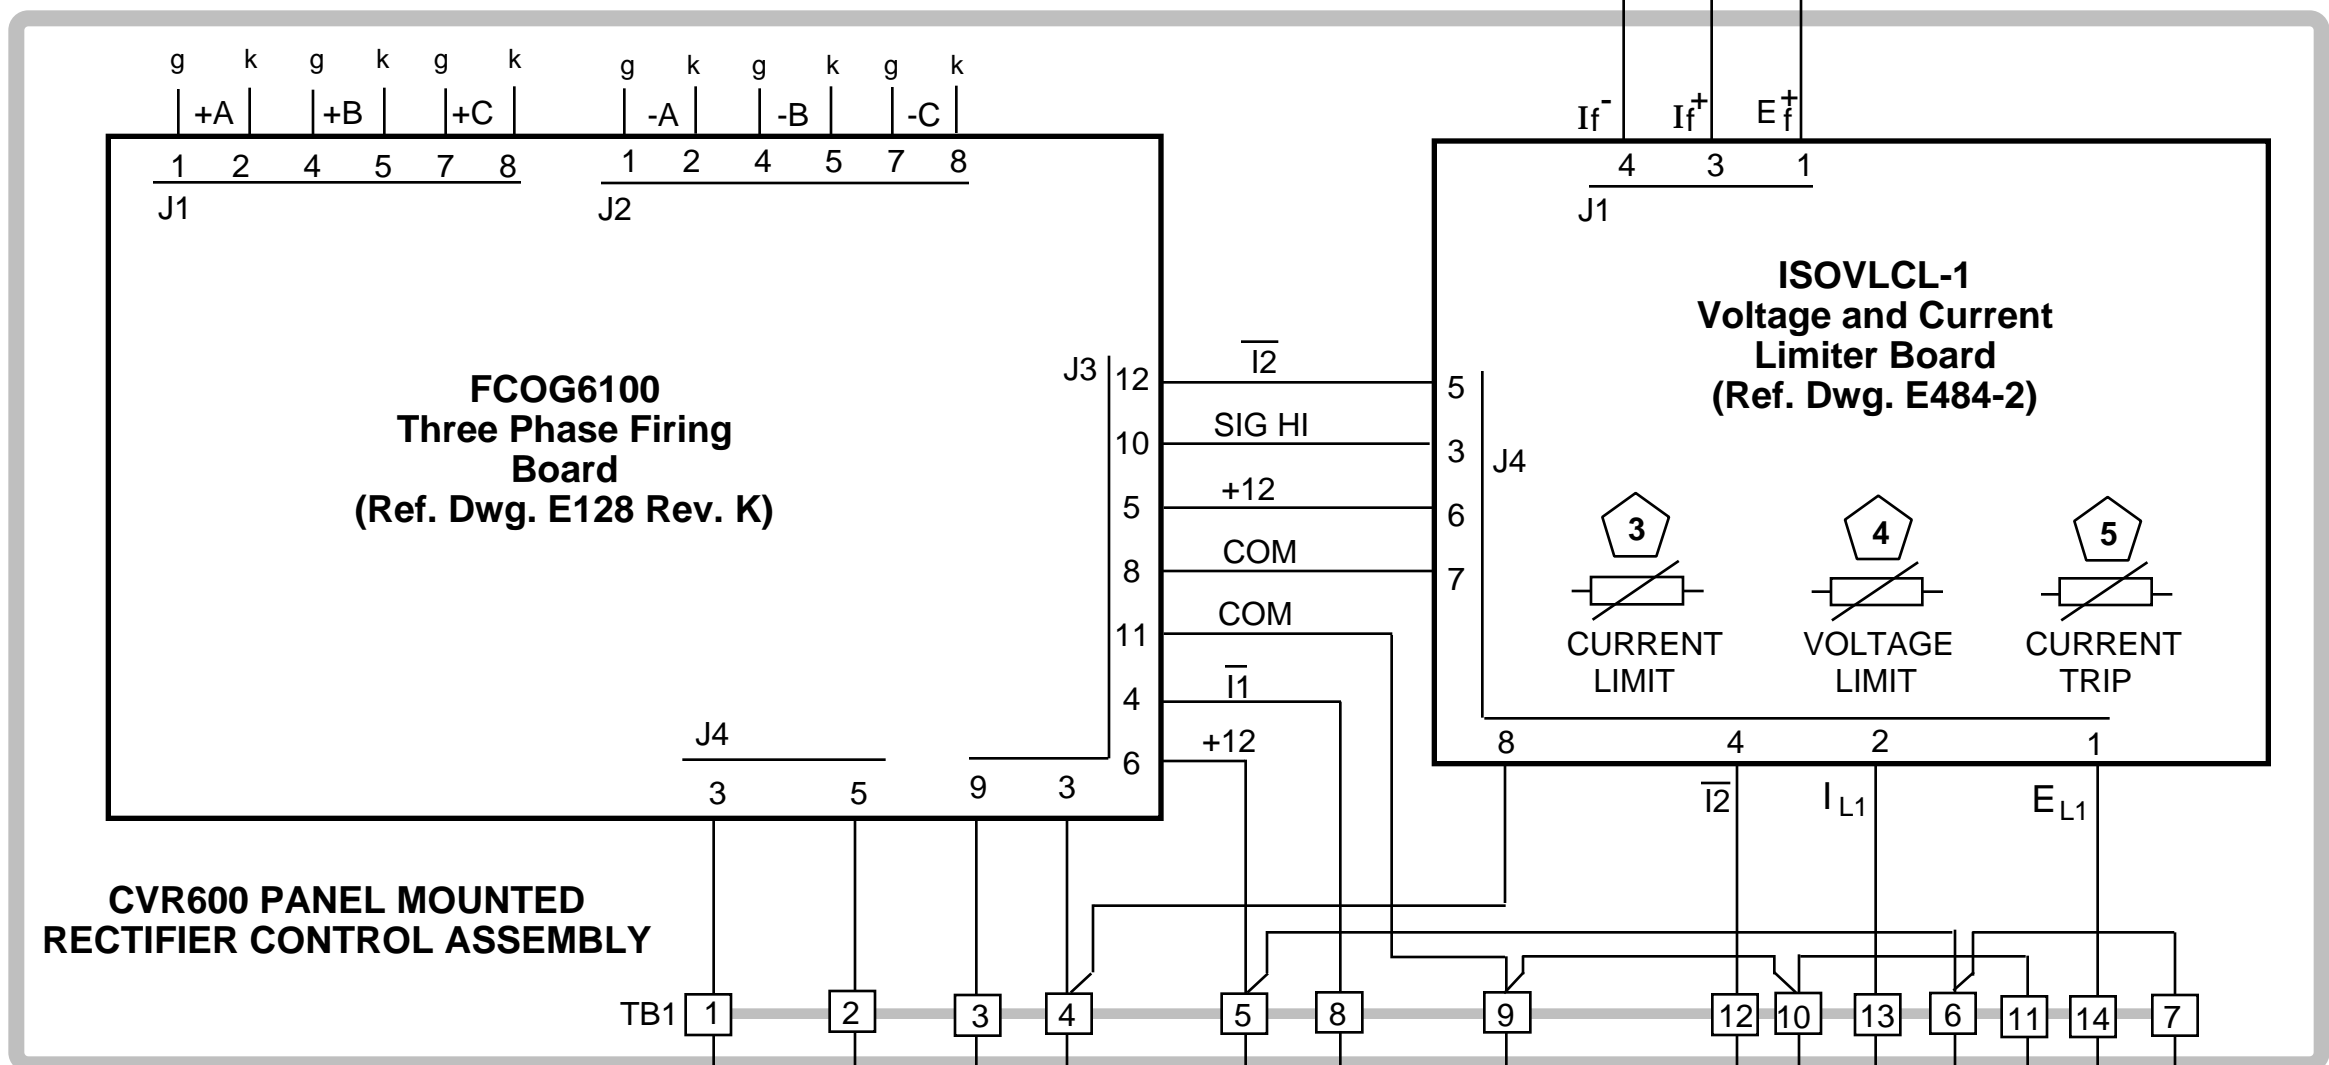 g k g k g k g k g k g k
+A +B +C -A -B -C
If- If+ Ef+
1 2 4 5 7 8
J1
1 2 4 5 7 8
J2
4 3 1
J1
FCOG6100
Three Phase Firing
Board
(Ref. Dwg. E128 Rev. K)
J3
12
10
5
8
11
4
6
9 3
J4
3 5
I̅2̅
SIG HI
+12
COM
COM
I̅1̅
+12
ISOVLCL-1
Voltage and Current
Limiter Board
(Ref. Dwg. E484-2)
5
3
6
7
J4
3 4 5
CURRENT
LIMIT
VOLTAGE
LIMIT
CURRENT
TRIP
8 4 2 1
I̅2̅ IL1 EL1
CVR600 PANEL MOUNTED
RECTIFIER CONTROL ASSEMBLY
TB1 1 2 3 4 5 8 9 12 10 13 6 11 14 7